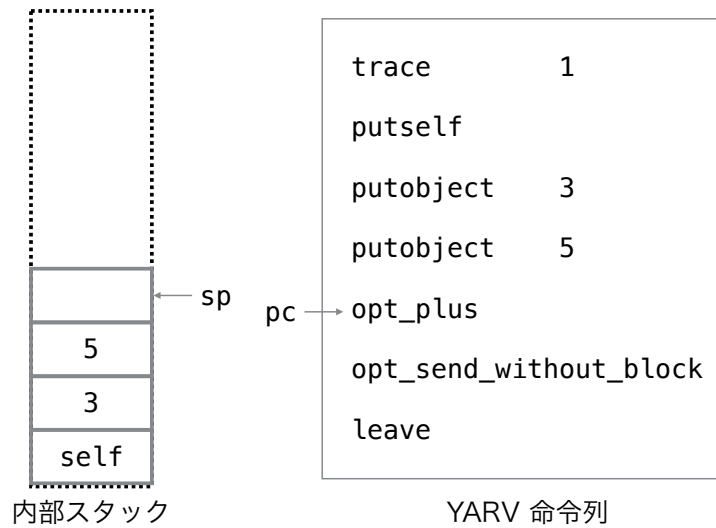 trace 1
putself
putobject 3
putobject 5
sp
pc
opt_plus
5
opt_send_without_block
3
leave
self
内部スタック
YARV 命令列